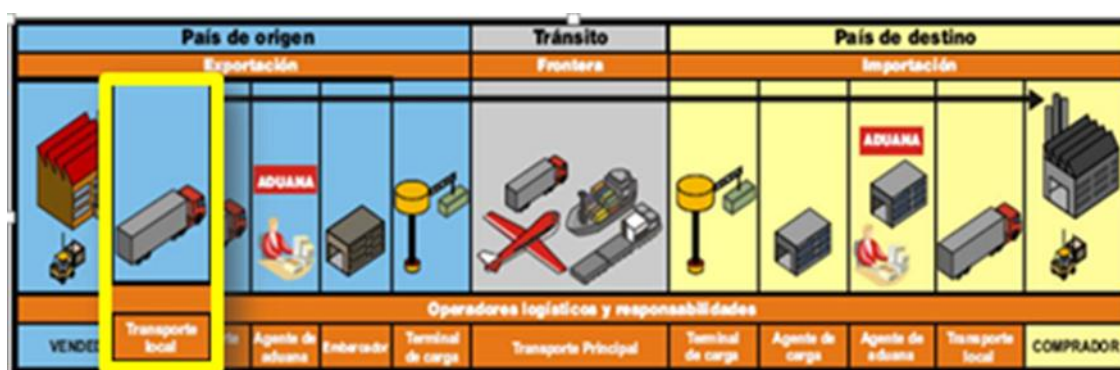 País de origen
Tránsito
País de destino
Exportación
Frontera
Importación
ADUANA
ADUANA
Operadores logísticos y responsabilidades
VENDED
Transporte
local
te
Agente de
aduana
Embarcador
Terminal
de carga
Transporte Principal
Terminal
de carga
Agente de
carga
Agente de
aduana
Transporte
local
COMPRADOR